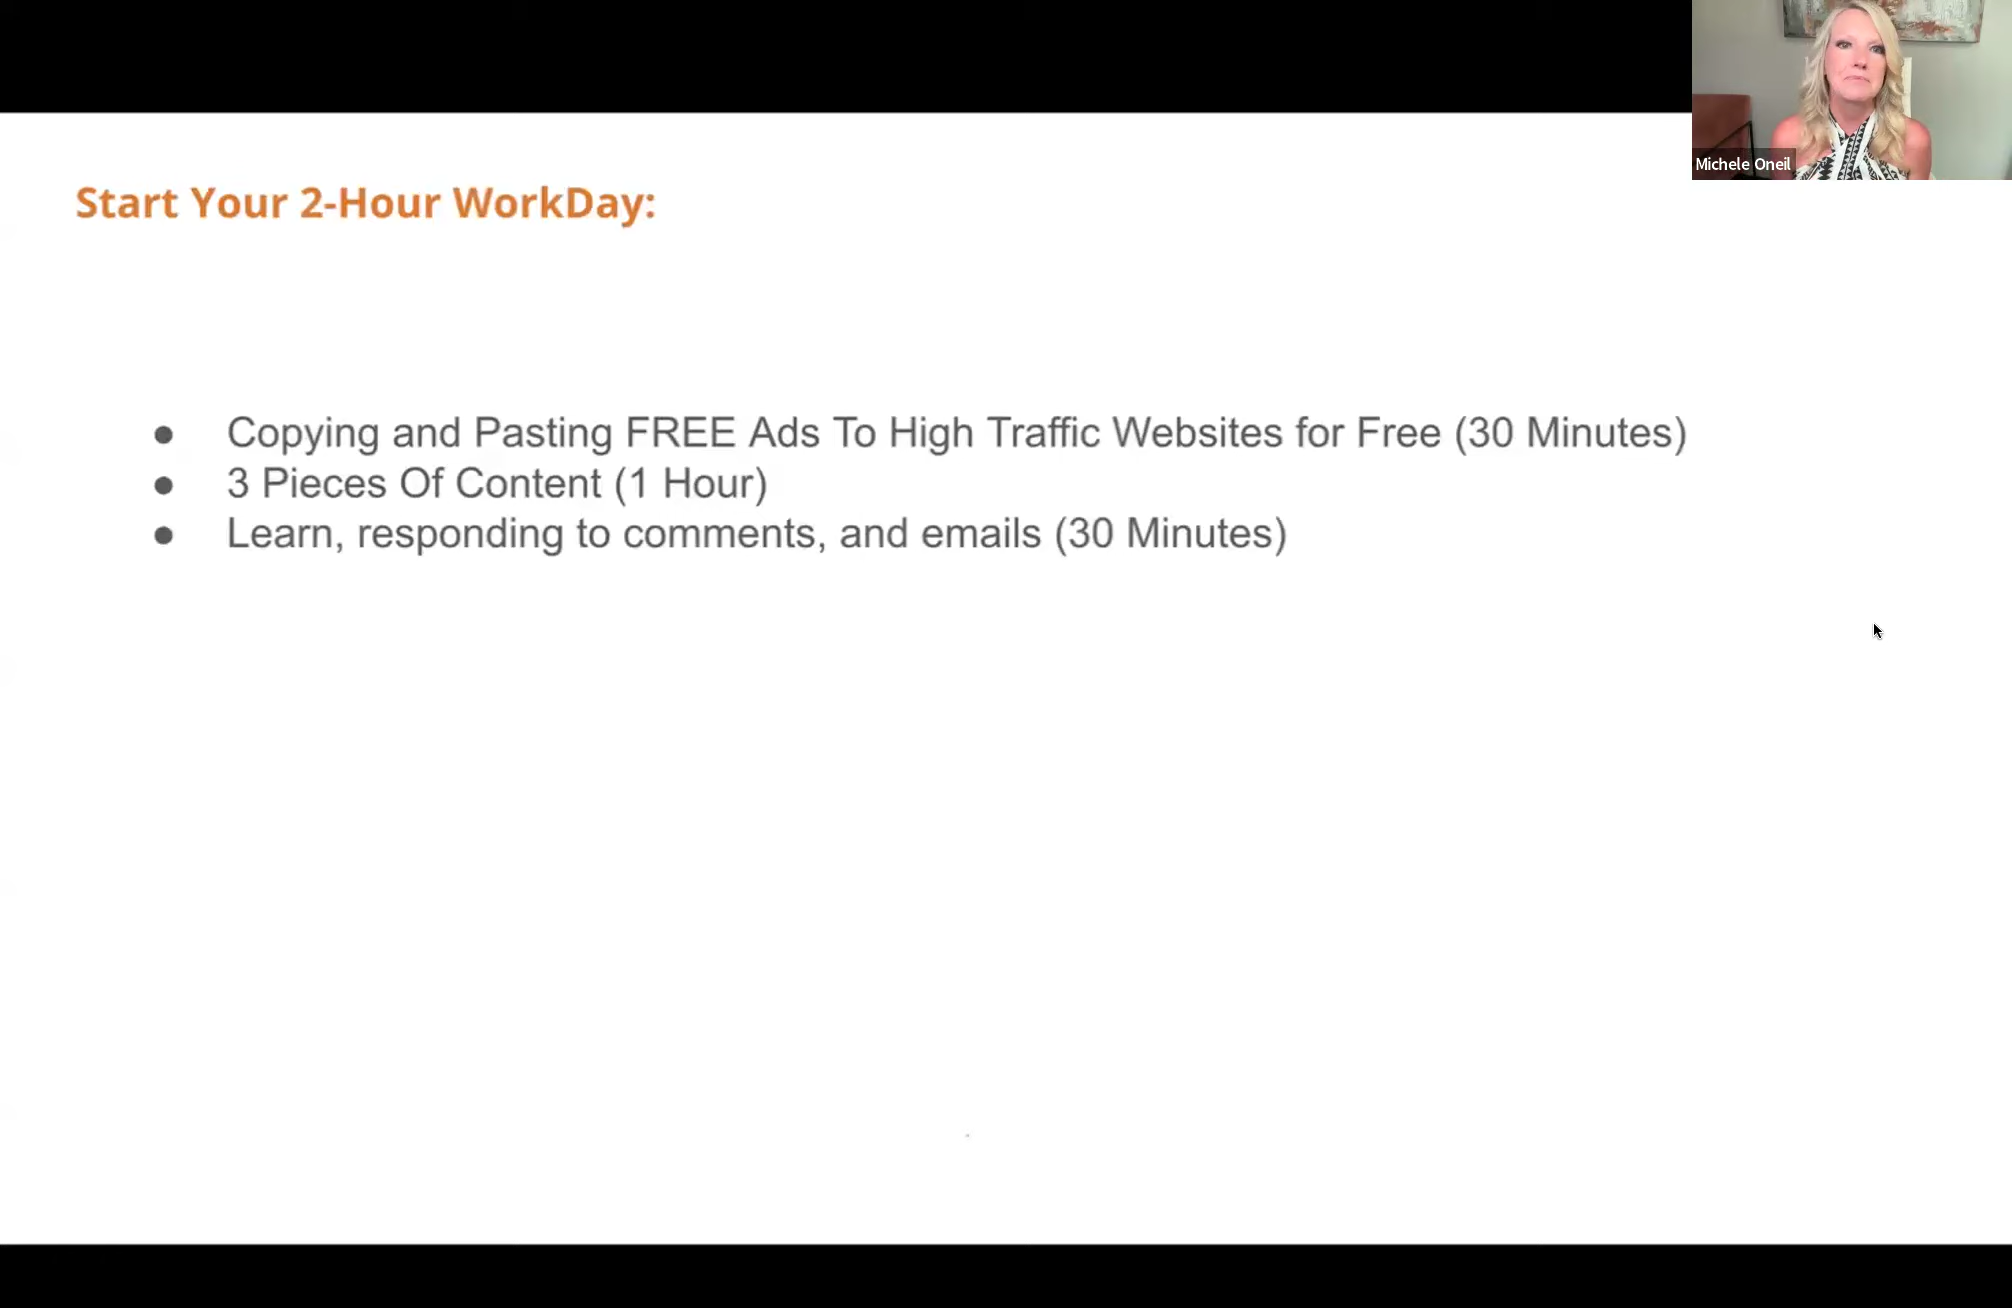 Michele Oneil
Start Your 2-Hour WorkDay:
● Copying and Pasting FREE Ads To High Traffic Websites for Free (30 Minutes)
● 3 Pieces Of Content (1 Hour)
● Learn, responding to comments, and emails (30 Minutes)